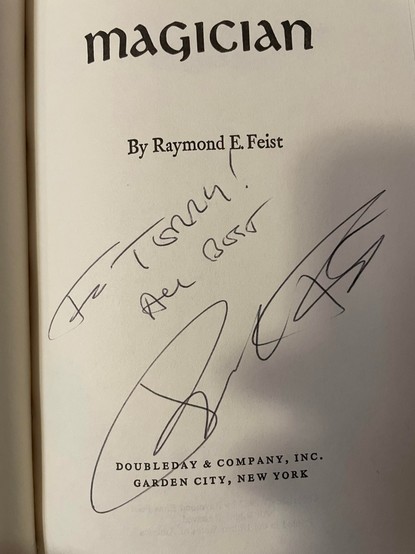 magician
By Raymond E. Feist
To Terry!
All Best
DOUBLEDAY & COMPANY, INC.
GARDEN CITY, NEW YORK